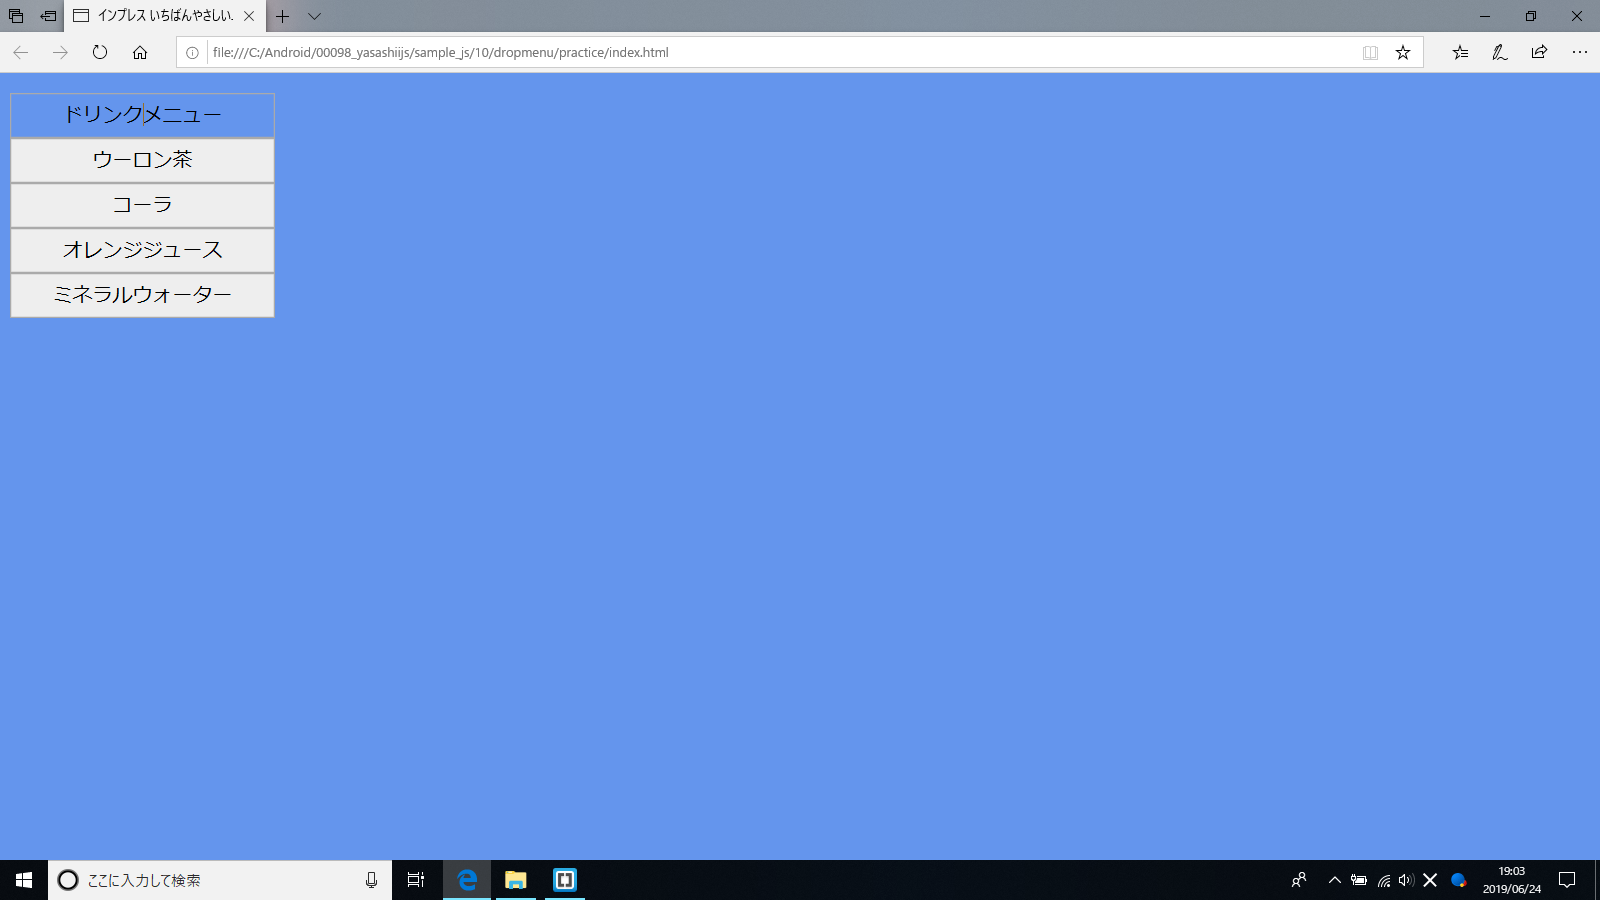 インプレス いちばんやさしい.
file:///C:/Android/00098_yasashiijs/sample_js/10/dropmenu/practice/index.html
ドリンクメニュー
ウーロン茶
コーラ
オレンジジュース
ミネラルウォーター
ここに入力して検索
19:03
2019/06/24